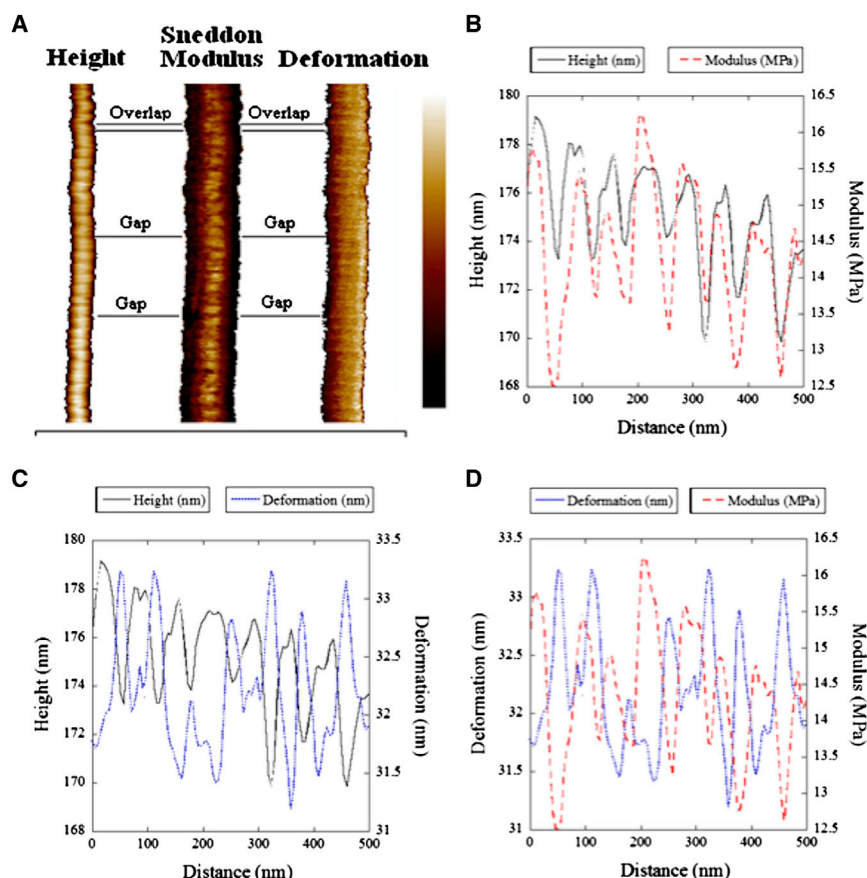 A
Height
Sneddon
Modulus
Deformation
Overlap
Overlap
Gap
Gap
Gap
Gap
B
Height (nm)
Modulus (MPa)
180
178
176
174
172
170
168
Height (nm)
16.5
16
15.5
15
14.5
14
13.5
13
12.5
Modulus (MPa)
0 100 200 300 400 500
Distance (nm)
C
Height (nm)
Deformation (nm)
180
178
176
174
172
170
168
Height (nm)
33.5
33
32.5
32
31.5
31
Deformation (nm)
0 100 200 300 400 500
Distance (nm)
D
Deformation (nm)
Modulus (MPa)
33.5
33
32.5
32
31.5
31
Deformation (nm)
16.5
16
15.5
15
14.5
14
13.5
13
12.5
Modulus (MPa)
0 100 200 300 400 500
Distance (nm)